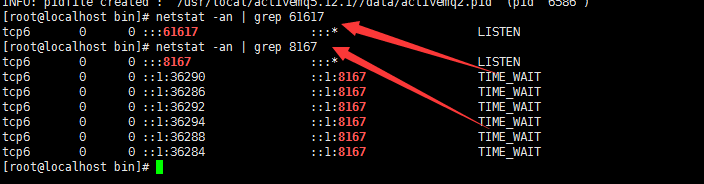 INFO: pidfile created : '/usr/local/activemq5.12.1//data/activemq2.pid' (pid '6586')
[root@localhost bin]# netstat -an | grep 61617
tcp6 0 0 :::61617 :::* LISTEN
[root@localhost bin]# netstat -an | grep 8167
tcp6 0 0 :::8167 :::* LISTEN
tcp6 0 0 ::1:36290 ::1:8167 TIME_WAIT
tcp6 0 0 ::1:36286 ::1:8167 TIME_WAIT
tcp6 0 0 ::1:36292 ::1:8167 TIME_WAIT
tcp6 0 0 ::1:36294 ::1:8167 TIME_WAIT
tcp6 0 0 ::1:36288 ::1:8167 TIME_WAIT
tcp6 0 0 ::1:36284 ::1:8167 TIME_WAIT
[root@localhost bin]#